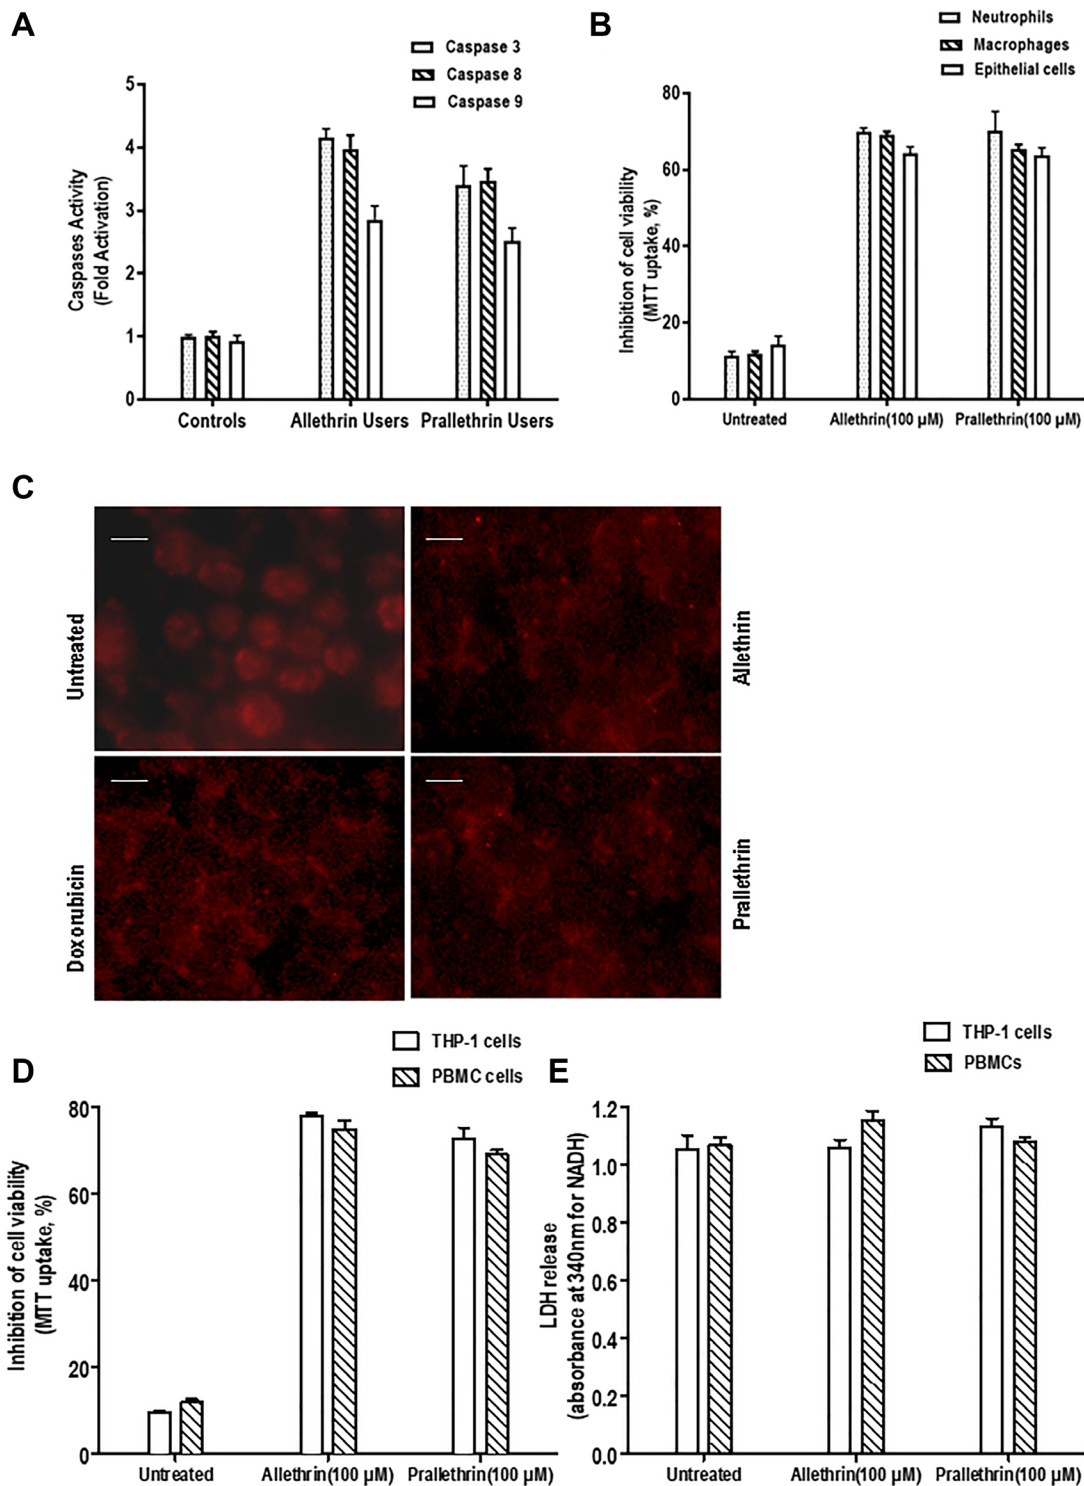 A
Caspase 3
Caspase 8
Caspase 9
Caspases Activity
(Fold Activation)
5
4
3
2
1
0
Controls
Allethrin Users
Prallethrin Users
B
Neutrophils
Macrophages
Epithelial cells
Inhibition of cell viability
(MTT uptake, %)
80
60
40
20
0
Untreated
Allethrin(100 µM)
Prallethrin(100 µM)
C
Untreated
Allethrin
Doxorubicin
Prallethrin
D
THP-1 cells
PBMC cells
Inhibition of cell viability
(MTT uptake, %)
80
60
40
20
0
Untreated
Allethrin(100 µM)
Prallethrin(100 µM)
E
THP-1 cells
PBMCs
LDH release
(absorbance at 340nm for NADH)
1.2
1.0
0.8
0.6
0.4
0.2
0.0
Untreated
Allethrin(100 µM)
Prallethrin(100 µM)